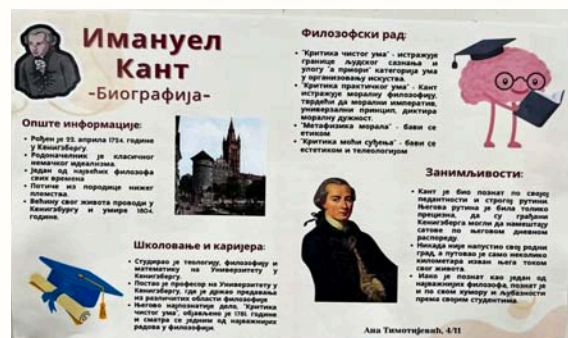 Имануел
Кант
-Биографија-
Опште информације:
• Рођен је 22. априла 1724. године
у Кенигзбергу.
• Родоначелник је класичног
немачког идеализма.
• Један од највећих филозофа
свих времена
• Потиче из породице нижег
племства.
• Већину свог живота проводи у
Кенигзбургу и умире 1804.
године.
Школовање и каријера:
• Студирао је теологију, филозофију и
математику на Универзитету у
Кенигзбергу.
• Постао је професор на Универзитету у
Кенигзбергу, где је држао предавања
из различитих области филозофије
• Његово најпознатије дело, "Критика
чистог ума", објављено је 1781. године
и сматра се једним од најважнијих
радова у филозофији.
Филозофски рад:
• "Критика чистог ума" - истражује
границе људског сазнања и
улогу "а приори" категорија ума
у организовању искуства.
• "Критика практичког ума" - Кант
истражује моралну филозофију,
тврдећи да морални императив,
универзални принцип, диктира
моралну дужност.
• "Метафизика морала" - бави се
етиком
• "Критика моћи суђења" - бави се
естетиком и телеологијом
Занимљивости:
• Кант је био познат по својој
педантности и строгој рутини.
Његова рутина је била толико
прецизна, да су грађани
Кенигзберга могли да намештају
сатове по његовом дневном
распореду.
• Никада није напустио свој родни
град, а путовао је само неколико
километара изван њега током
свог живота.
• Иако је познат као један од
најважнијих филозофа, познат је
и по свом хумору и љубазности
према својим студентима.
Ана Тимотијевић, 4/11